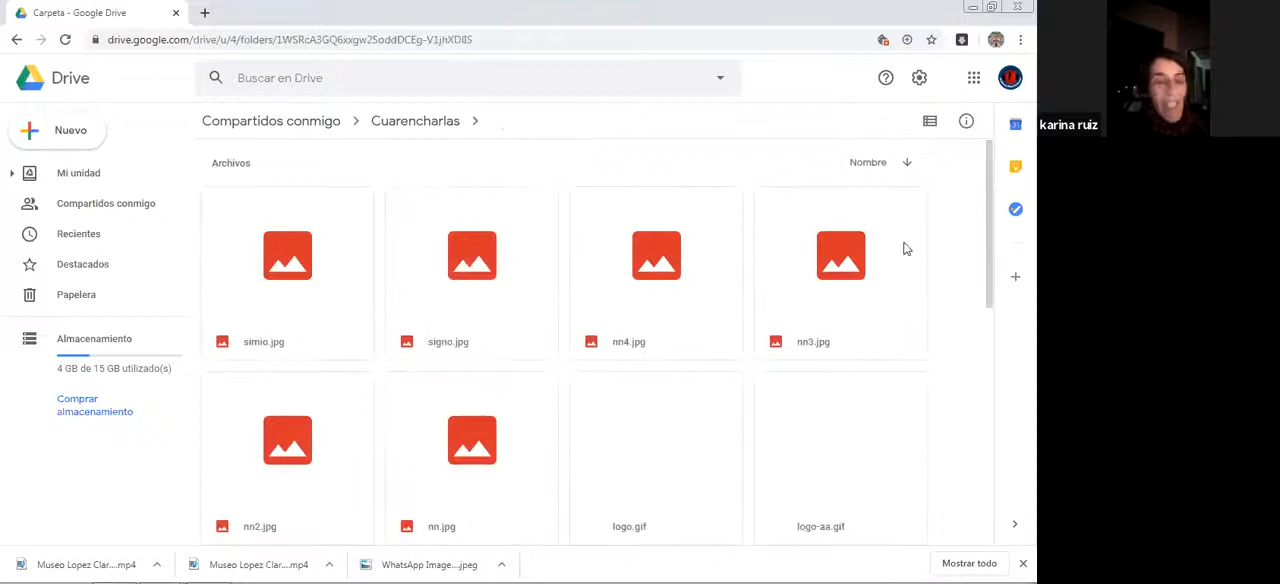 Carpeta - Google Drive
drive.google.com/drive/u/4/folders/1WSRcA3GQ6xxgw2SoddDCEg-V1jhXDlIS
Drive
Buscar en Drive
Nuevo
Compartidos conmigo
Cuarencharlas
karina ruiz
Mi unidad
Compartidos conmigo
Recientes
Destacados
Papelera
Almacenamiento
4 GB de 15 GB utilizado(s)
Comprar
almacenamiento
Archivos
Nombre
simio.jpg
signo.jpg
nn4.jpg
nn3.jpg
nn2.jpg
nn.jpg
logo.gif
logo-aa.gif
31
Museo Lopez Clar....mp4
Museo Lopez Clar....mp4
WhatsApp Image....jpeg
Mostrar todo